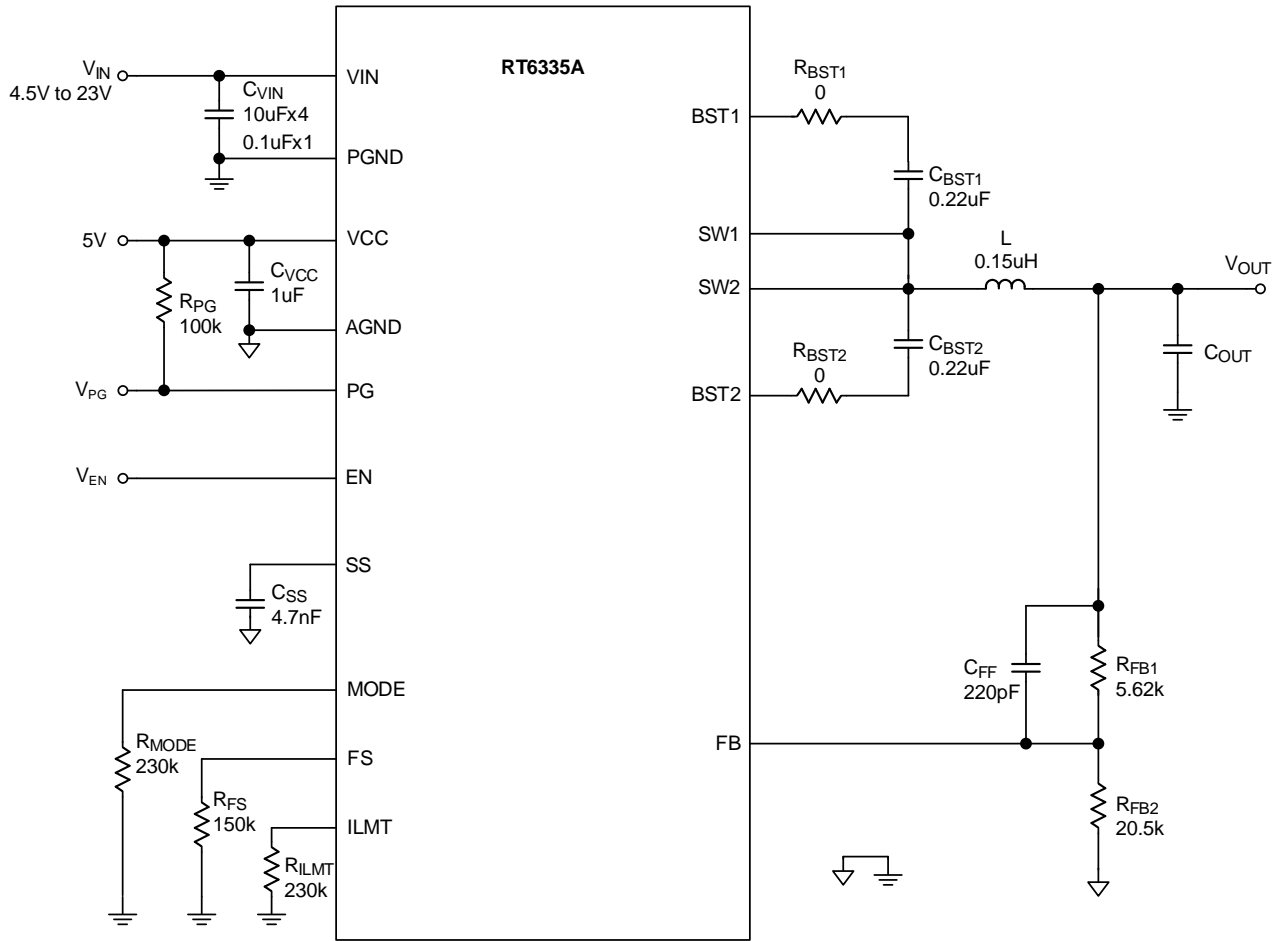 RT6335A
VIN
4.5V to 23V
VIN
CVIN
10uFx4
0.1uFx1
PGND
5V
VCC
CVCC
1uF
RPG
100k
AGND
VPG
PG
VEN
EN
SS
CSS
4.7nF
MODE
RMODE
230k
FS
RFS
150k
ILMT
RILMT
230k
BST1
RBST1
0
CBST1
0.22uF
SW1
SW2
L
0.15uH
VOUT
COUT
CBST2
0.22uF
RBST2
0
BST2
CFF
220pF
RFB1
5.62k
FB
RFB2
20.5k